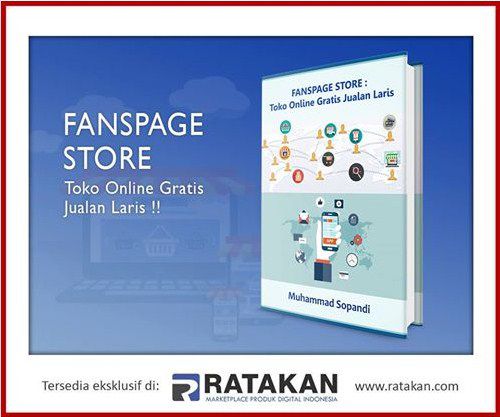 FANSPAGE
STORE
Toko Online Gratis
Jualan Laris !!
FANSPAGE STORE :
Toko Online Gratis Jualan Laris
APP
Muhammad Sopandi
Tersedia eksklusif di:
RATAKAN
MARKETPLACE PRODUK DIGITAL INDONESIA
www.ratakan.com